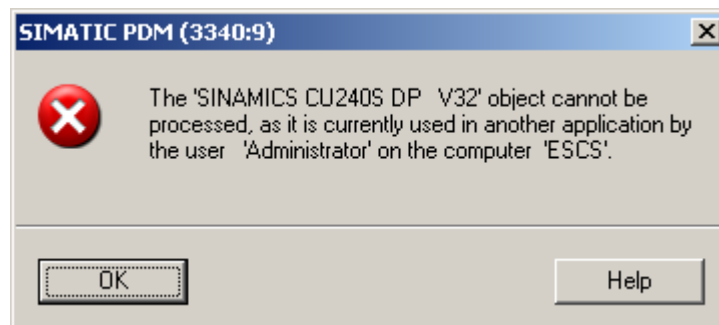 SIMATIC PDM (3340:9)
The 'SINAMICS CU240S DP  V32' object cannot be
processed, as it is currently used in another application by
the user  'Administrator' on the computer  'ESCS'.
OK
Help